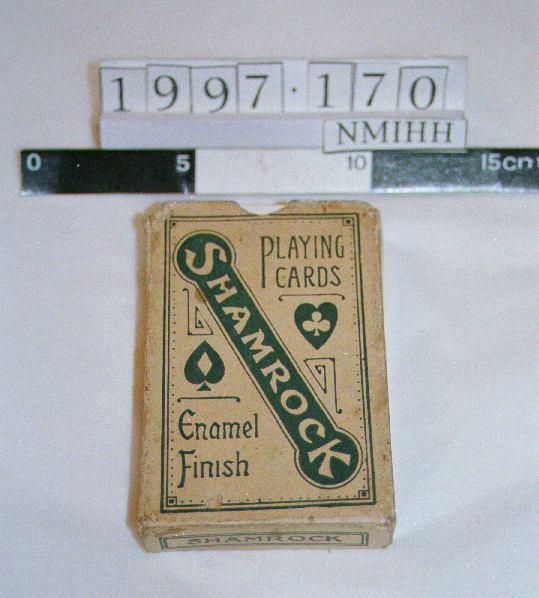 1997·170
NMIHH
0 5 10 15cm
PLAYING
CARDS
SHAMROCK
Enamel
Finish
SHAMROCK